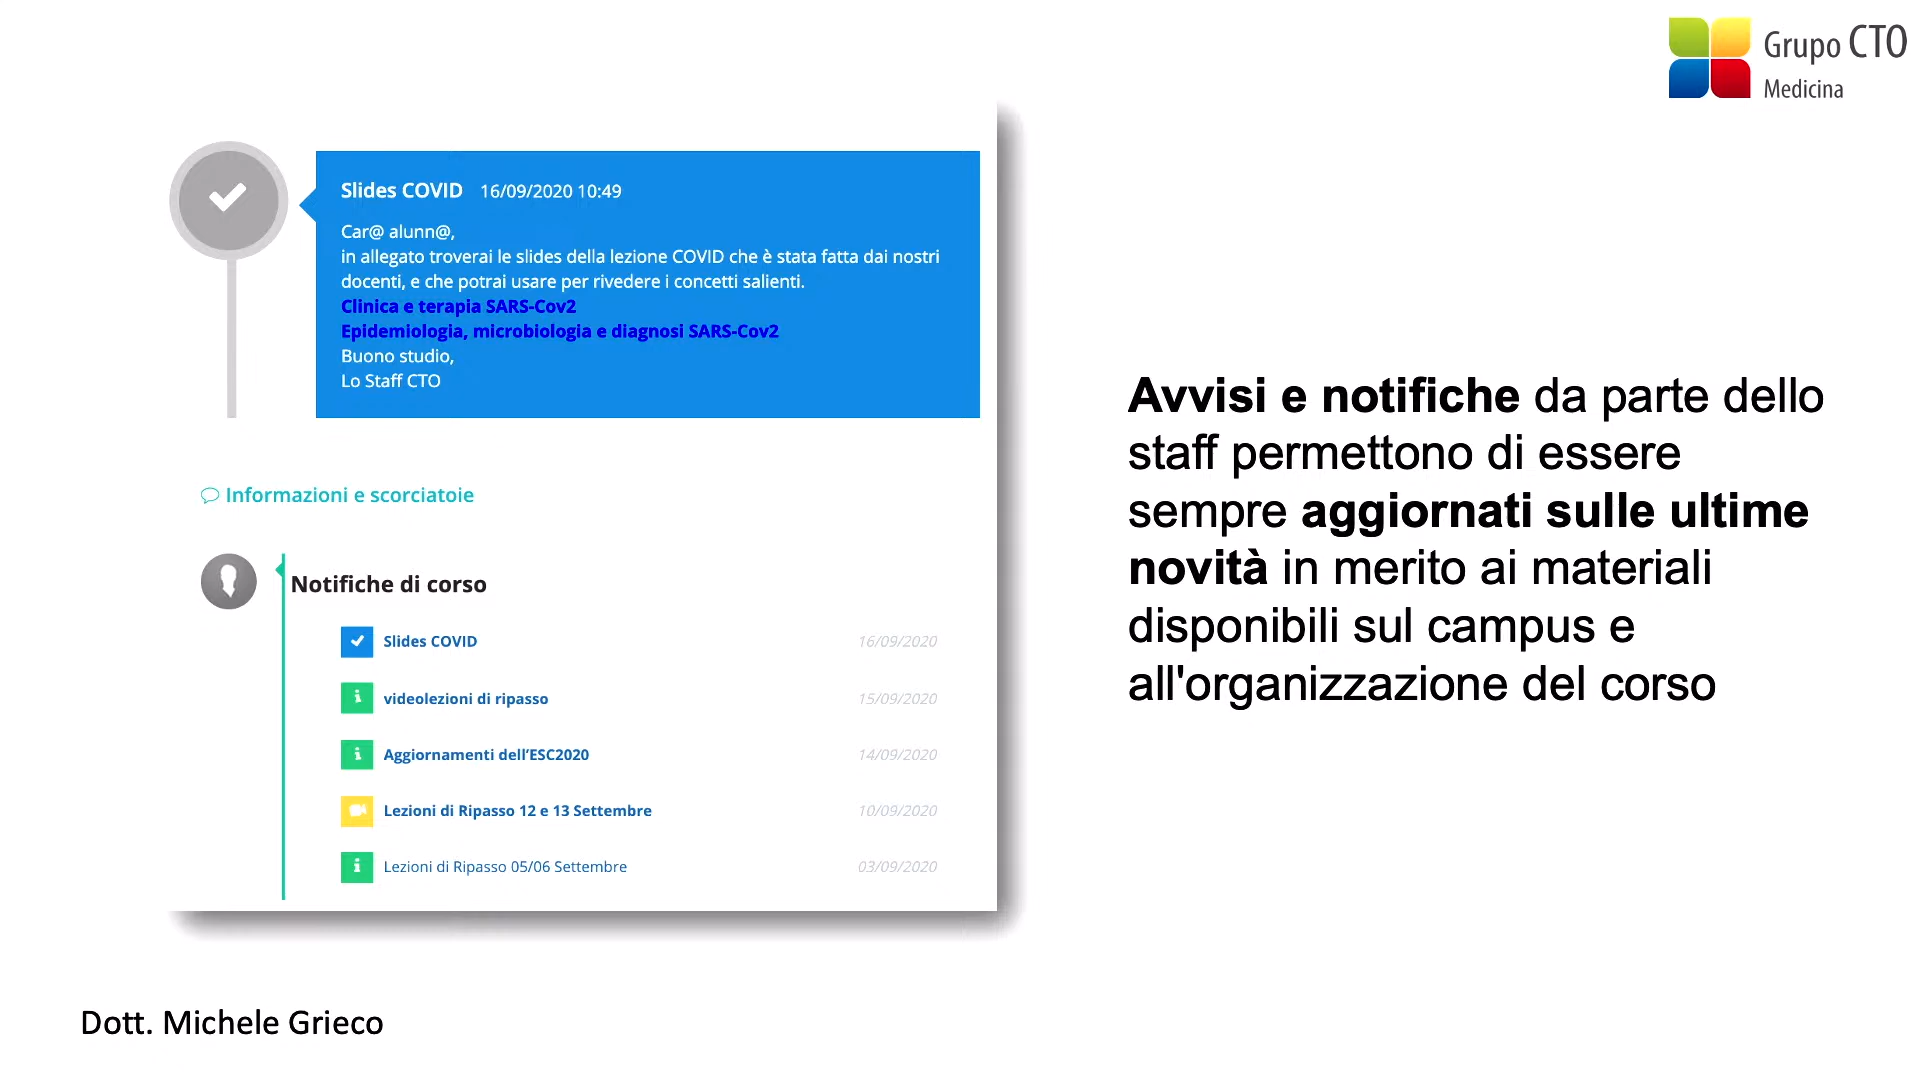 Grupo CTO
Medicina
Slides COVID 16/09/2020 10:49
Car@ alunn@,
in allegato troverai le slides della lezione COVID che è stata fatta dai nostri
docenti, e che potrai usare per rivedere i concetti salienti.
Clinica e terapia SARS-Cov2
Epidemiologia, microbiologia e diagnosi SARS-Cov2
Buono studio,
Lo Staff CTO
Informazioni e scorciatoie
Notifiche di corso
Slides COVID 16/09/2020
videolezioni di ripasso 15/09/2020
Aggiornamenti dell’ESC2020 14/09/2020
Lezioni di Ripasso 12 e 13 Settembre 10/09/2020
Lezioni di Ripasso 05/06 Settembre 03/09/2020
Avvisi e notifiche da parte dello
staff permettono di essere
sempre aggiornati sulle ultime
novità in merito ai materiali
disponibili sul campus e
all'organizzazione del corso
Dott. Michele Grieco